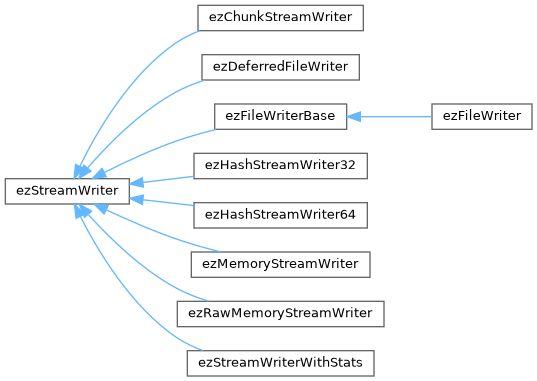 ezChunkStreamWriter
ezDeferredFileWriter
ezFileWriterBase
ezFileWriter
ezHashStreamWriter32
ezStreamWriter
ezHashStreamWriter64
ezMemoryStreamWriter
ezRawMemoryStreamWriter
ezStreamWriterWithStats